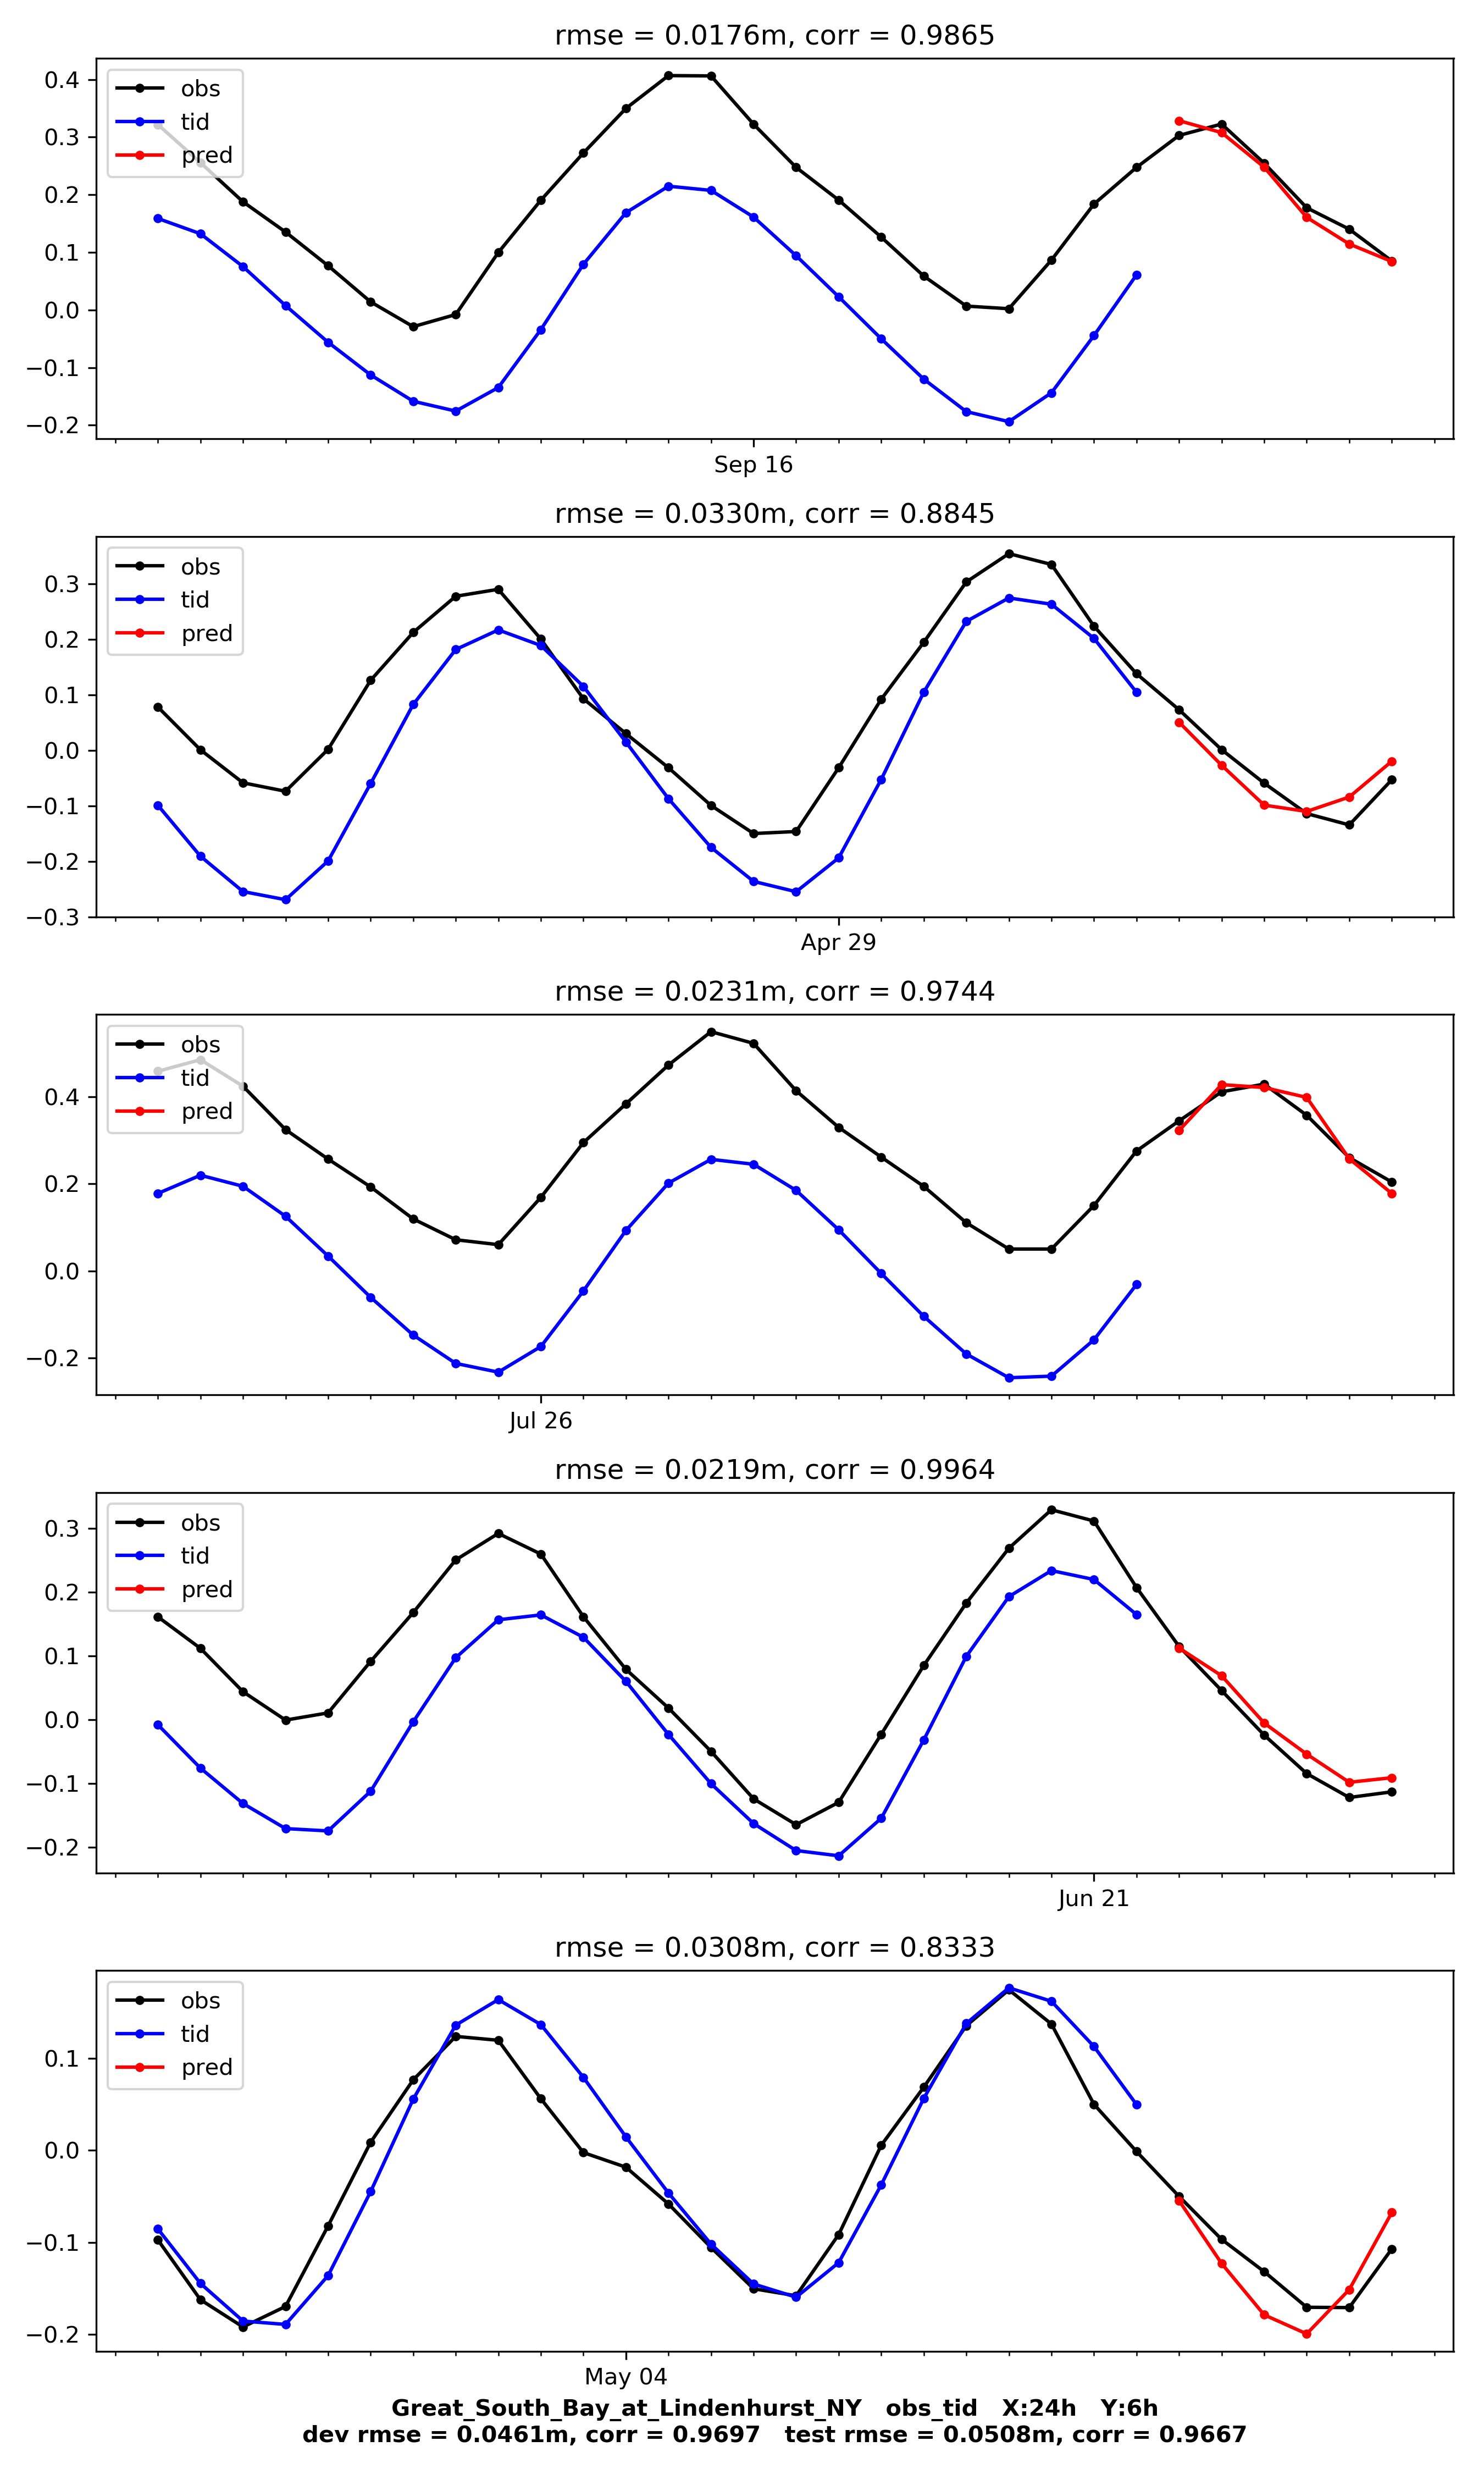 rmse = 0.0176m, corr = 0.9865
0.4
0.3
0.2
0.1
0.0
−0.1
−0.2
obs
tid
pred
Sep 16
rmse = 0.0330m, corr = 0.8845
0.3
0.2
0.1
0.0
−0.1
−0.2
−0.3
obs
tid
pred
Apr 29
rmse = 0.0231m, corr = 0.9744
0.4
0.2
0.0
−0.2
obs
tid
pred
Jul 26
rmse = 0.0219m, corr = 0.9964
0.3
0.2
0.1
0.0
−0.1
−0.2
obs
tid
pred
Jun 21
rmse = 0.0308m, corr = 0.8333
0.1
0.0
−0.1
−0.2
obs
tid
pred
May 04
Great_South_Bay_at_Lindenhurst_NY   obs_tid   X:24h   Y:6h
dev rmse = 0.0461m, corr = 0.9697   test rmse = 0.0508m, corr = 0.9667